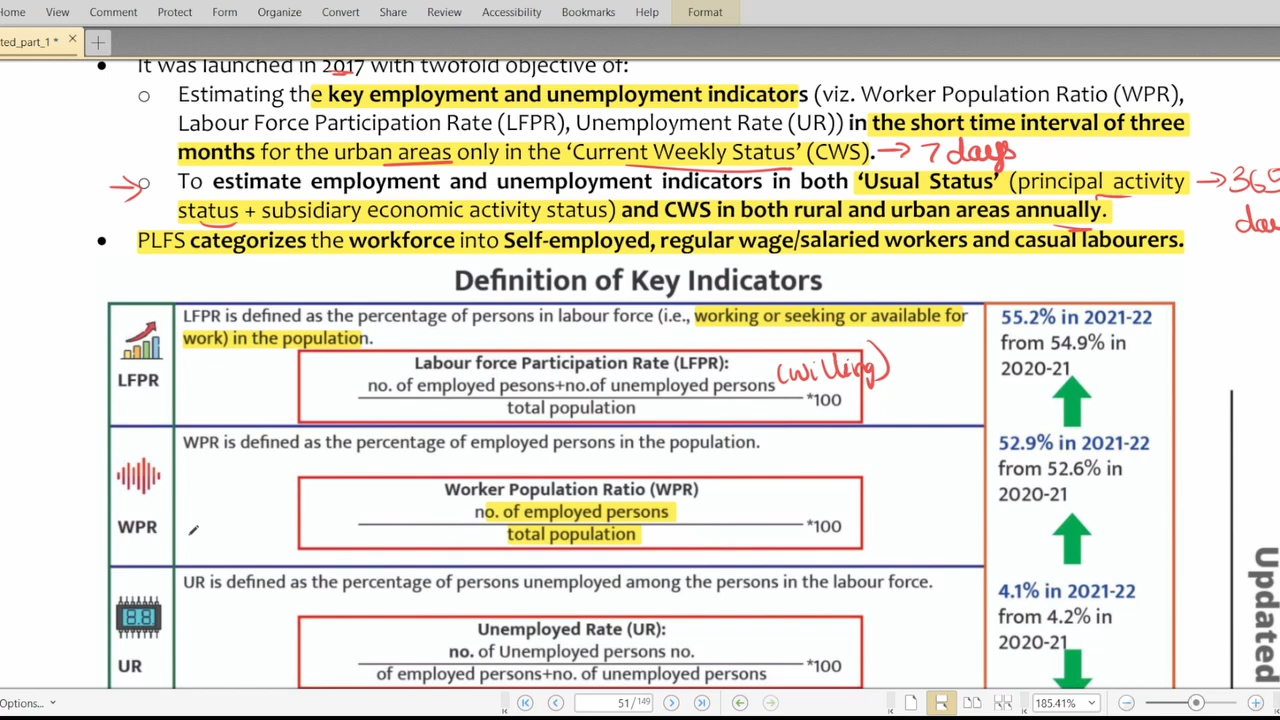 Home View Comment Protect Form Organize Convert Share Review Accessibility Bookmarks Help Format
ted_part_1 *
It was launched in 2017 with twofold objective of:
Estimating the key employment and unemployment indicators (viz. Worker Population Ratio (WPR),
Labour Force Participation Rate (LFPR), Unemployment Rate (UR)) in the short time interval of three
months for the urban areas only in the ‘Current Weekly Status’ (CWS). → 7 days
To estimate employment and unemployment indicators in both ‘Usual Status’ (principal activity → 365
status + subsidiary economic activity status) and CWS in both rural and urban areas annually.
PLFS categorizes the workforce into Self-employed, regular wage/salaried workers and casual labourers.
Definition of Key Indicators
LFPR
LFPR is defined as the percentage of persons in labour force (i.e., working or seeking or available for
work) in the population.
Labour force Participation Rate (LFPR):
no. of employed pesons+no.of unemployed persons (willing)
total population *100
55.2% in 2021-22
from 54.9% in
2020-21
WPR
WPR is defined as the percentage of employed persons in the population.
Worker Population Ratio (WPR)
no. of employed persons
total population *100
52.9% in 2021-22
from 52.6% in
2020-21
UR
UR is defined as the percentage of persons unemployed among the persons in the labour force.
Unemployed Rate (UR):
no. of Unemployed persons no.
of employed persons+no. of unemployed persons *100
4.1% in 2021-22
from 4.2% in
2020-21
Updated
Options... 51 / 149 185.41%